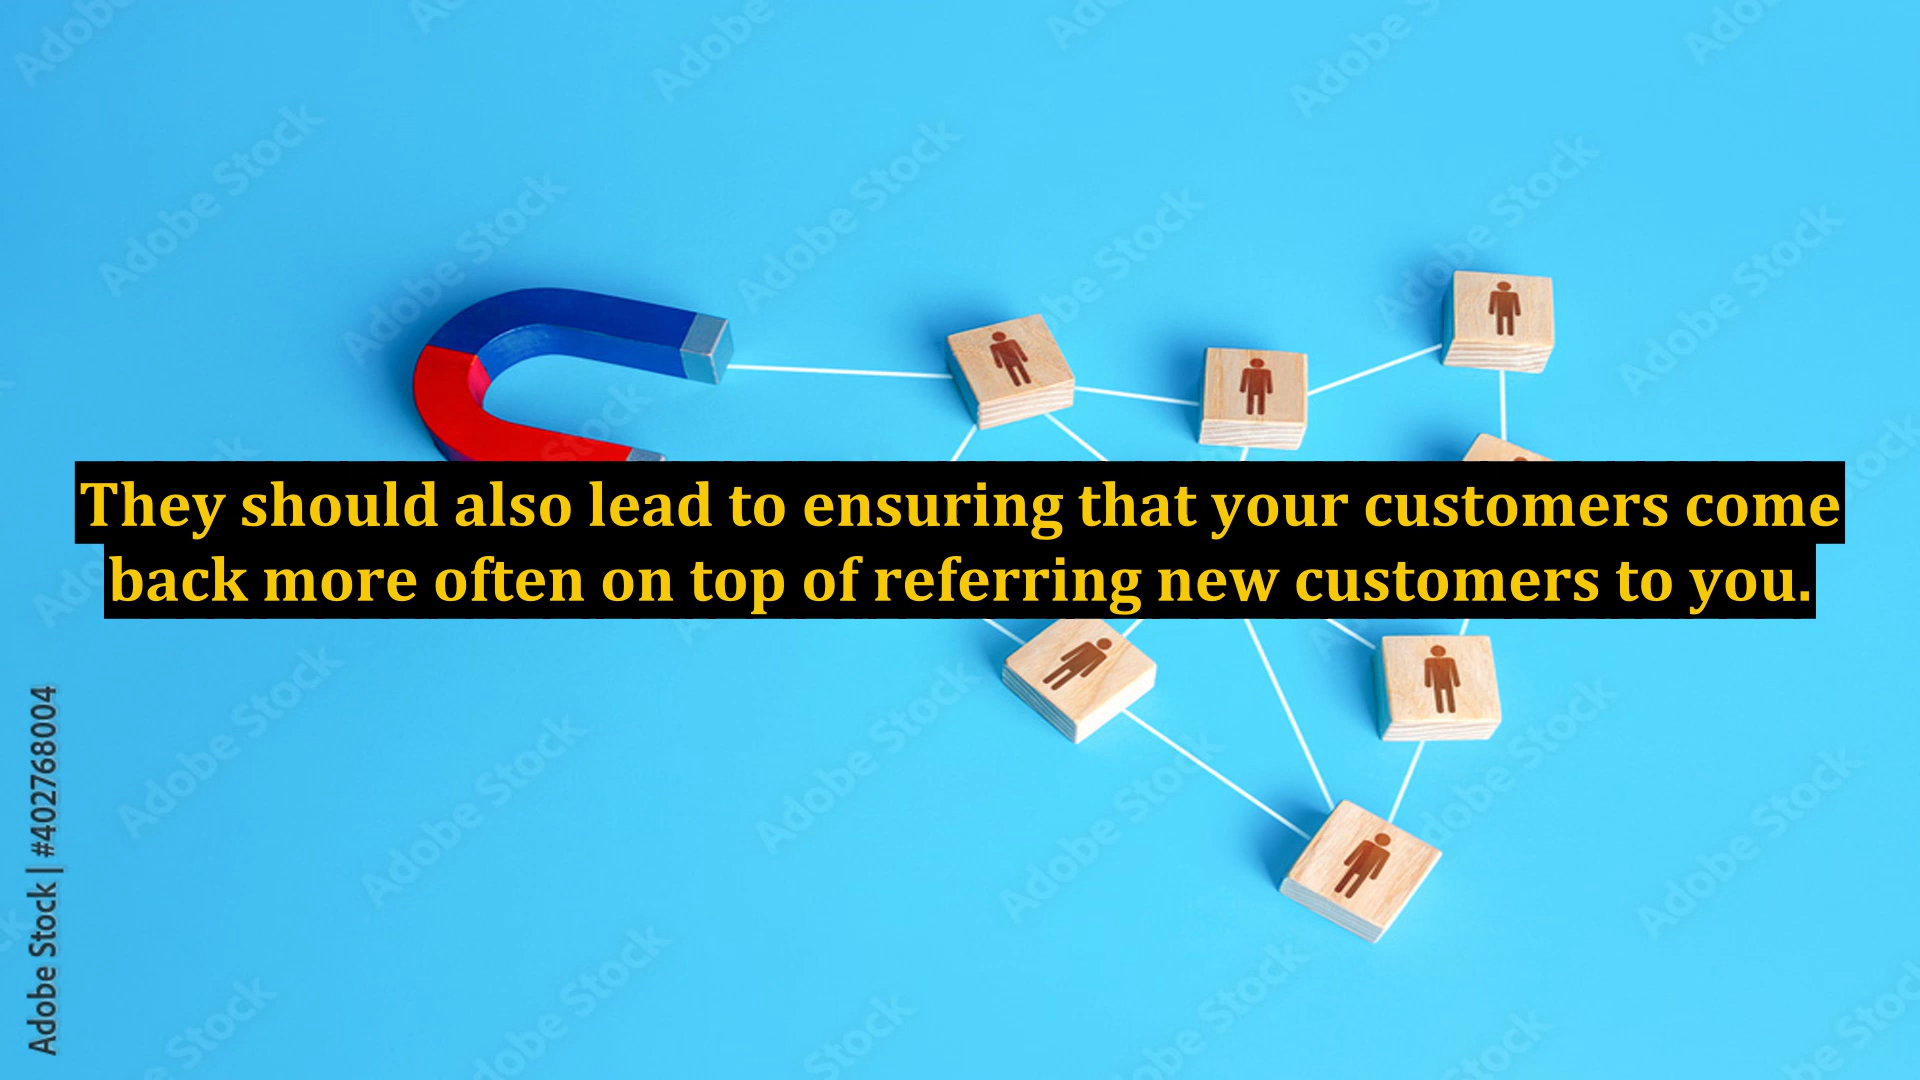 They should also lead to ensuring that your customers come
back more often on top of referring new customers to you.
Adobe Stock | #402768004